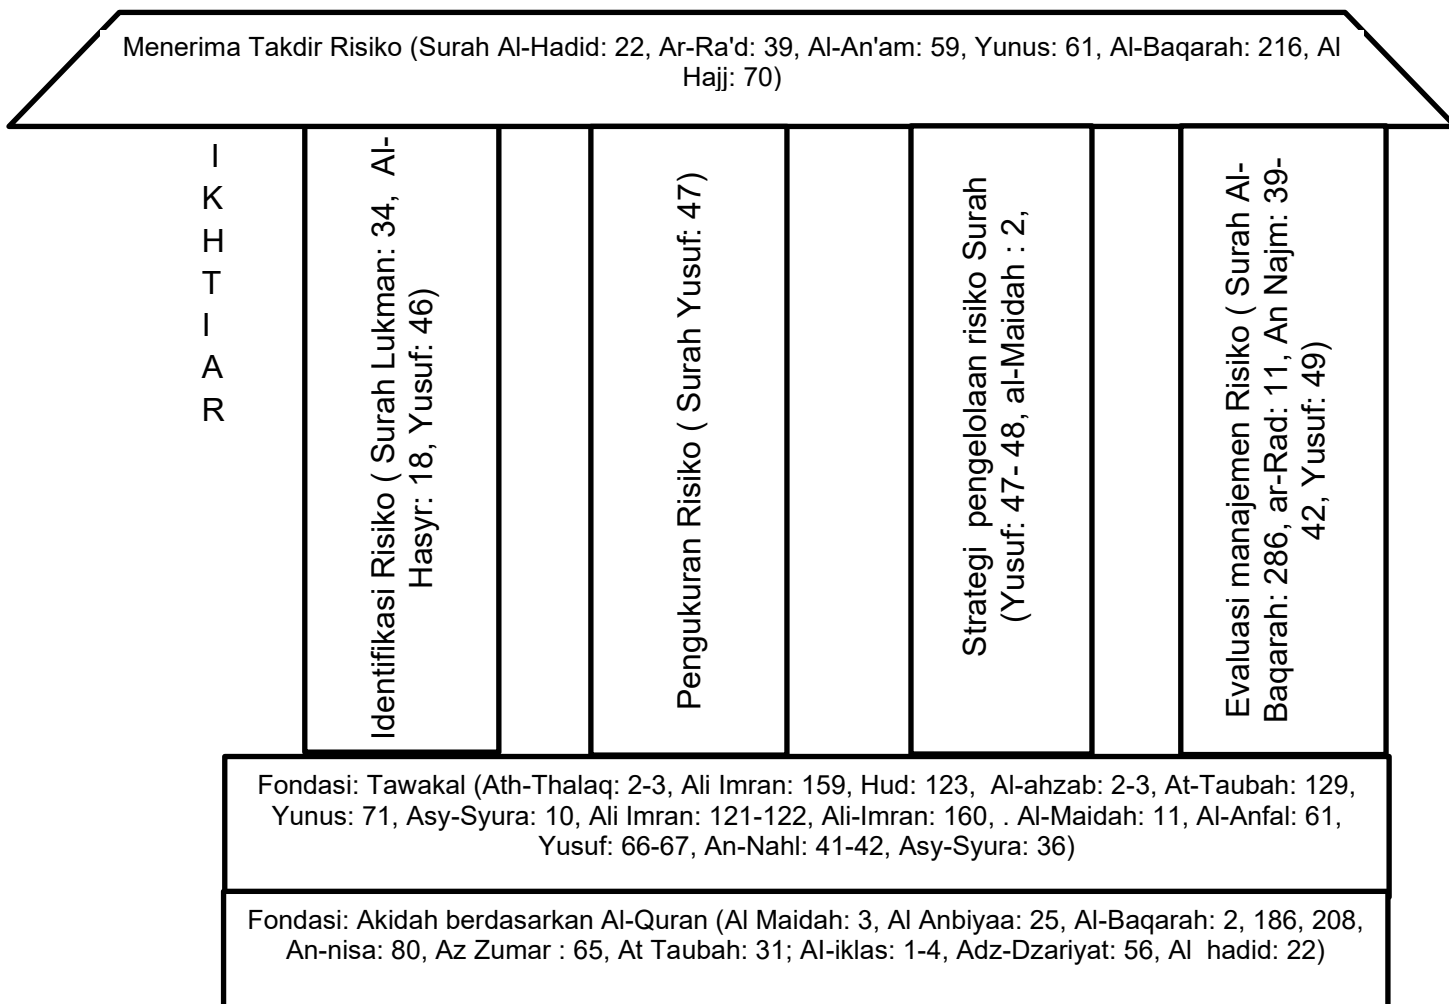 Menerima Takdir Risiko (Surah Al-Hadid: 22, Ar-Ra'd: 39, Al-An'am: 59, Yunus: 61, Al-Baqarah: 216, Al
Hajj: 70)
I
K
H
T
I
A
R
Identifikasi Risiko ( Surah Lukman: 34, Al-
Hasyr: 18, Yusuf: 46)
Pengukuran Risiko ( Surah Yusuf: 47)
Strategi pengelolaan risiko Surah
(Yusuf: 47- 48, al-Maidah : 2,
Evaluasi manajemen Risiko ( Surah Al-
Baqarah: 286, ar-Rad: 11, An Najm: 39-
42, Yusuf: 49)
Fondasi: Tawakal (Ath-Thalaq: 2-3, Ali Imran: 159, Hud: 123, Al-ahzab: 2-3, At-Taubah: 129,
Yunus: 71, Asy-Syura: 10, Ali Imran: 121-122, Ali-Imran: 160, . Al-Maidah: 11, Al-Anfal: 61,
Yusuf: 66-67, An-Nahl: 41-42, Asy-Syura: 36)
Fondasi: Akidah berdasarkan Al-Quran (Al Maidah: 3, Al Anbiyaa: 25, Al-Baqarah: 2, 186, 208,
An-nisa: 80, Az Zumar : 65, At Taubah: 31; Al-iklas: 1-4, Adz-Dzariyat: 56, Al hadid: 22)